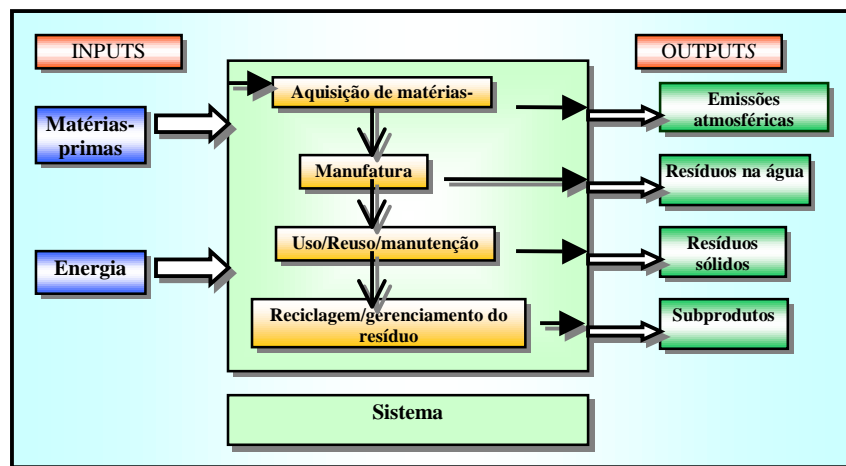 INPUTS
OUTPUTS
Matérias-
primas
Energia
Aquisição de matérias-
Manufatura
Uso/Reuso/manutenção
Reciclagem/gerenciamento do
resíduo
Emissões
atmosféricas
Resíduos na água
Resíduos
sólidos
Subprodutos
Sistema